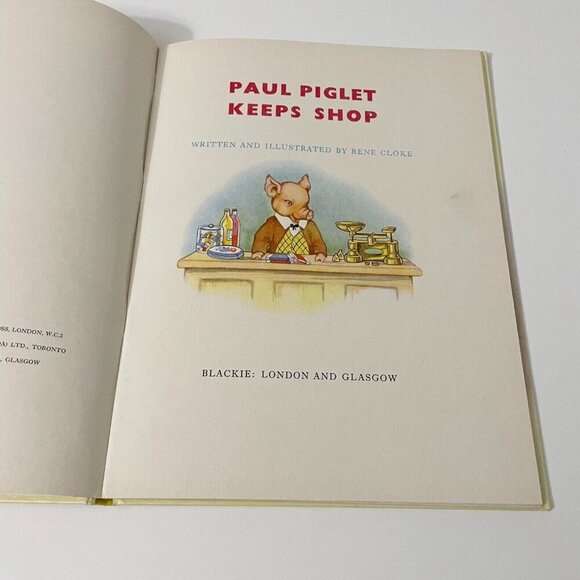 OSS, LONDON, W.C.2
LTD., TORONTO
GLASGOW
PAUL PIGLET
KEEPS SHOP
WRITTEN AND ILLUSTRATED BY RENE CLOKE
BLACKIE: LONDON AND GLASGOW